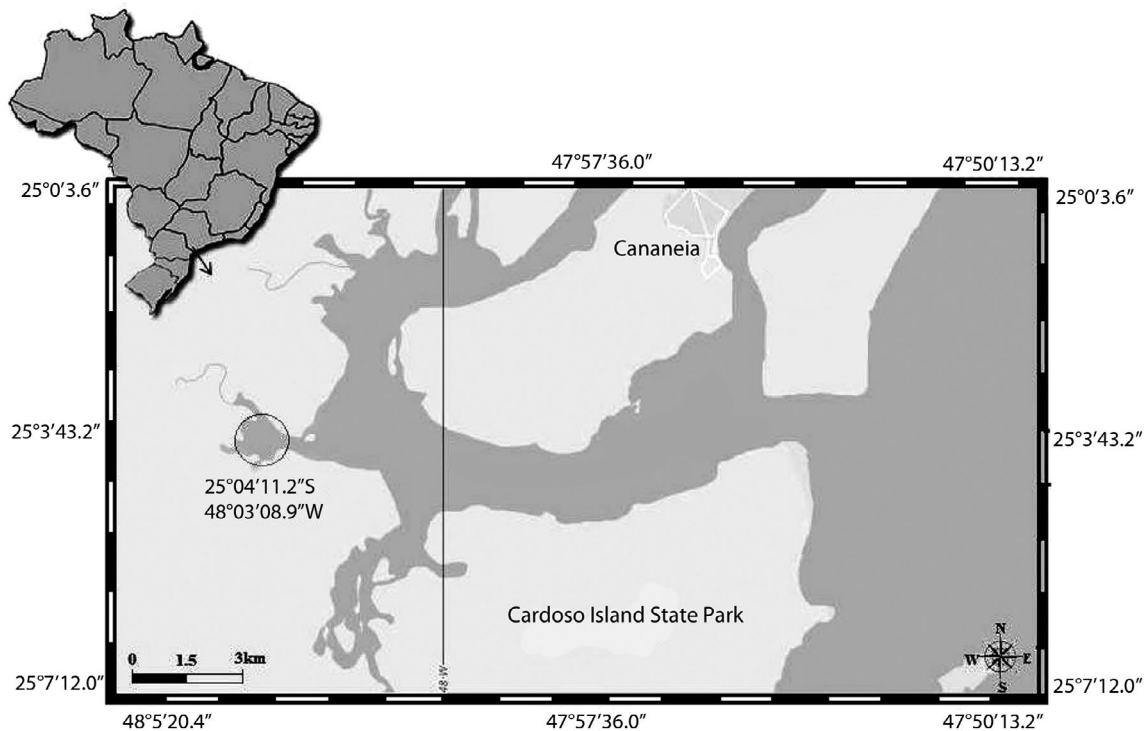 47°57′36.0″
47°50′13.2″
25°0′3.6″
25°0′3.6″
Cananeia
25°3′43.2″
25°3′43.2″
25°04′11.2″S
48°03′08.9″W
Cardoso Island State Park
N
W E
S
0 1.5 3km
48°W
25°7′12.0″
25°7′12.0″
48°5′20.4″
47°57′36.0″
47°50′13.2″